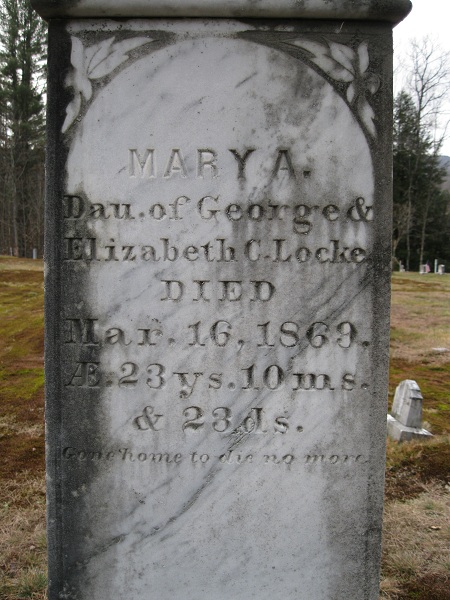 MARY A.
Dau. of George &
Elizabeth C. Locke
DIED
Mar. 16, 1869.
Æ. 23 ys. 10 ms.
& 23 ds.
Gone home to die no more.